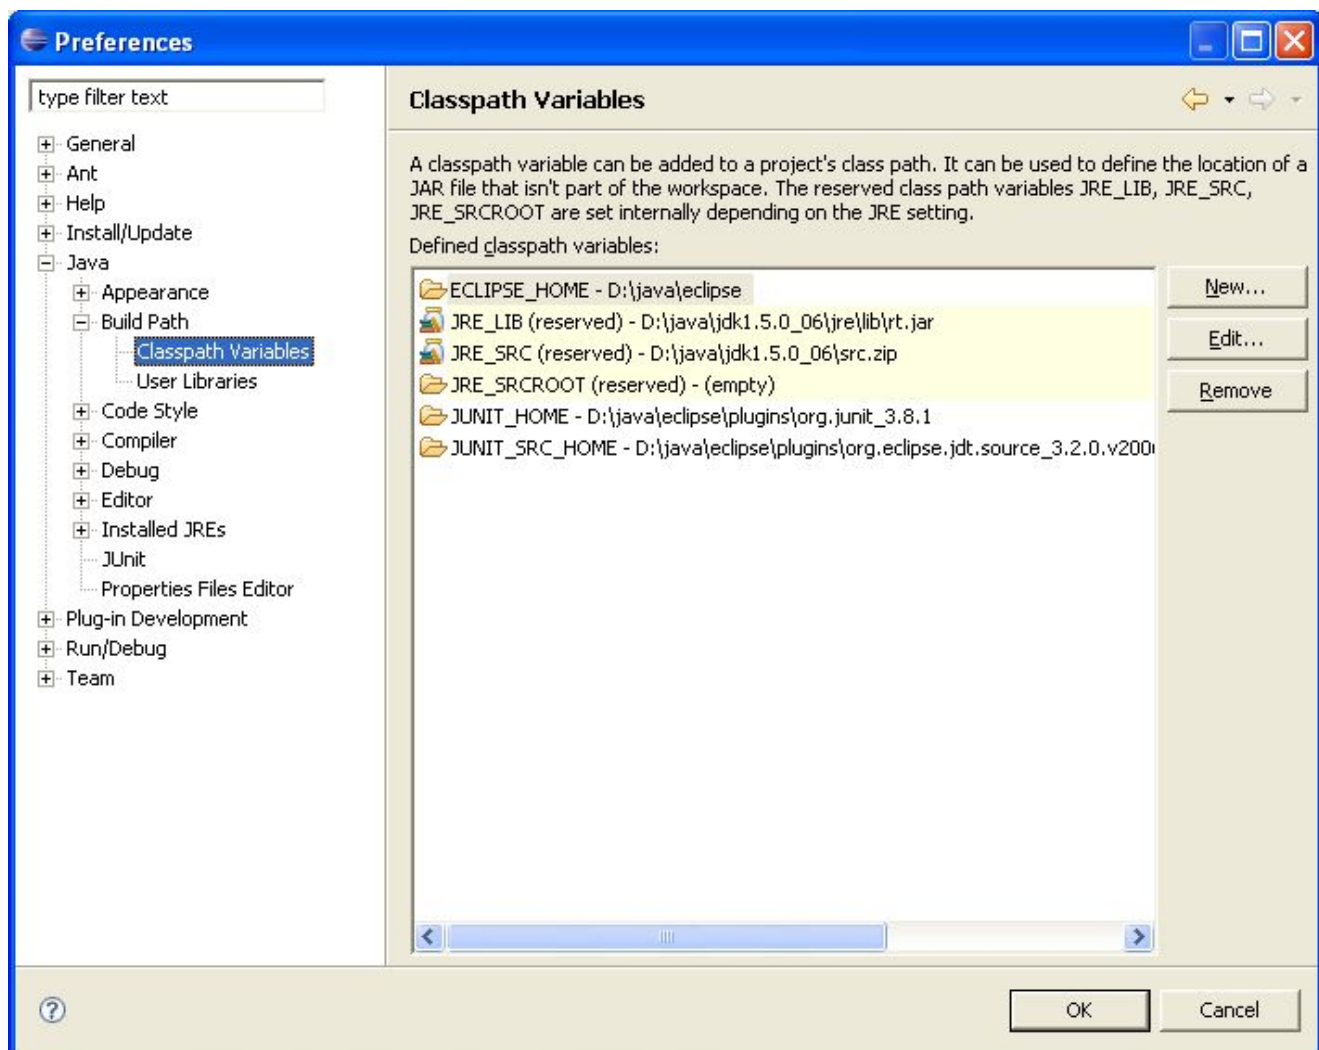 Preferences
type filter text
General
Ant
Help
Install/Update
Java
Appearance
Build Path
Classpath Variables
User Libraries
Code Style
Compiler
Debug
Editor
Installed JREs
JUnit
Properties Files Editor
Plug-in Development
Run/Debug
Team
Classpath Variables
A classpath variable can be added to a project's class path. It can be used to define the location of a
JAR file that isn't part of the workspace. The reserved class path variables JRE_LIB, JRE_SRC,
JRE_SRCROOT are set internally depending on the JRE setting.
Defined classpath variables:
ECLIPSE_HOME - D:\java\eclipse
JRE_LIB (reserved) - D:\java\jdk1.5.0_06\jre\lib\rt.jar
JRE_SRC (reserved) - D:\java\jdk1.5.0_06\src.zip
JRE_SRCROOT (reserved) - (empty)
JUNIT_HOME - D:\java\eclipse\plugins\org.junit_3.8.1
JUNIT_SRC_HOME - D:\java\eclipse\plugins\org.eclipse.jdt.source_3.2.0.v200
New...
Edit...
Remove
OK
Cancel